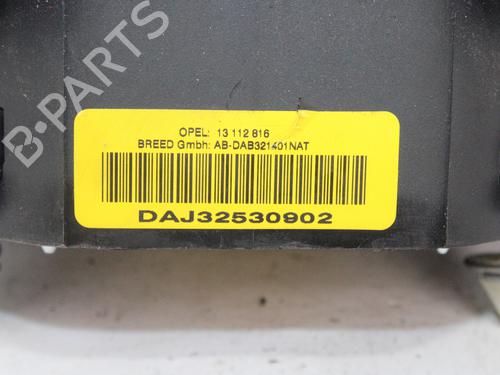 B-PARTS
OPEL: 13 112 816
BREED Gmbh: AB-DAB321401NAT
DAJ32530902